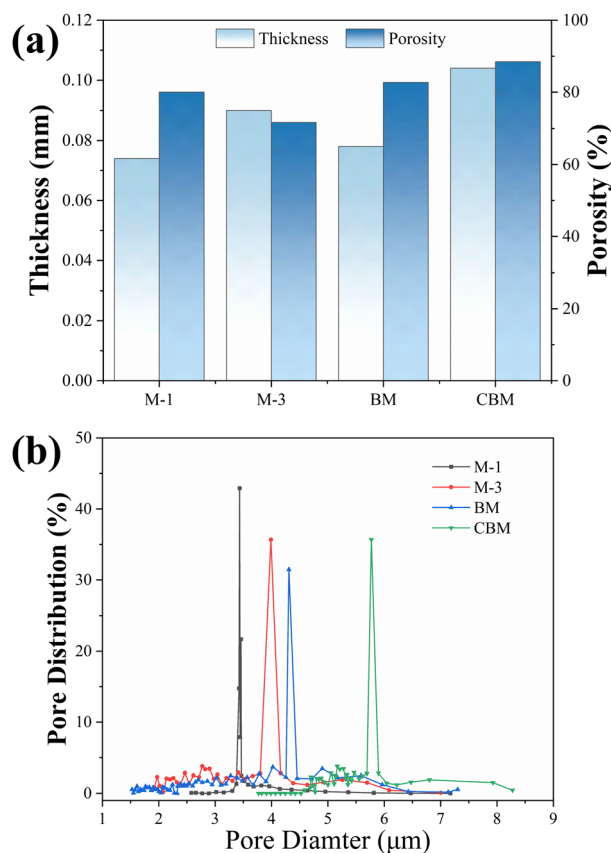 (a)
Thickness
Porosity
Thickness (mm)
0.12
0.10
0.08
0.06
0.04
0.02
0.00
Porosity (%)
100
80
60
40
20
0
M-1
M-3
BM
CBM
(b)
Pore Distribution (%)
50
40
30
20
10
0
M-1
M-3
BM
CBM
1
2
3
4
5
6
7
8
9
Pore Diamter (μm)